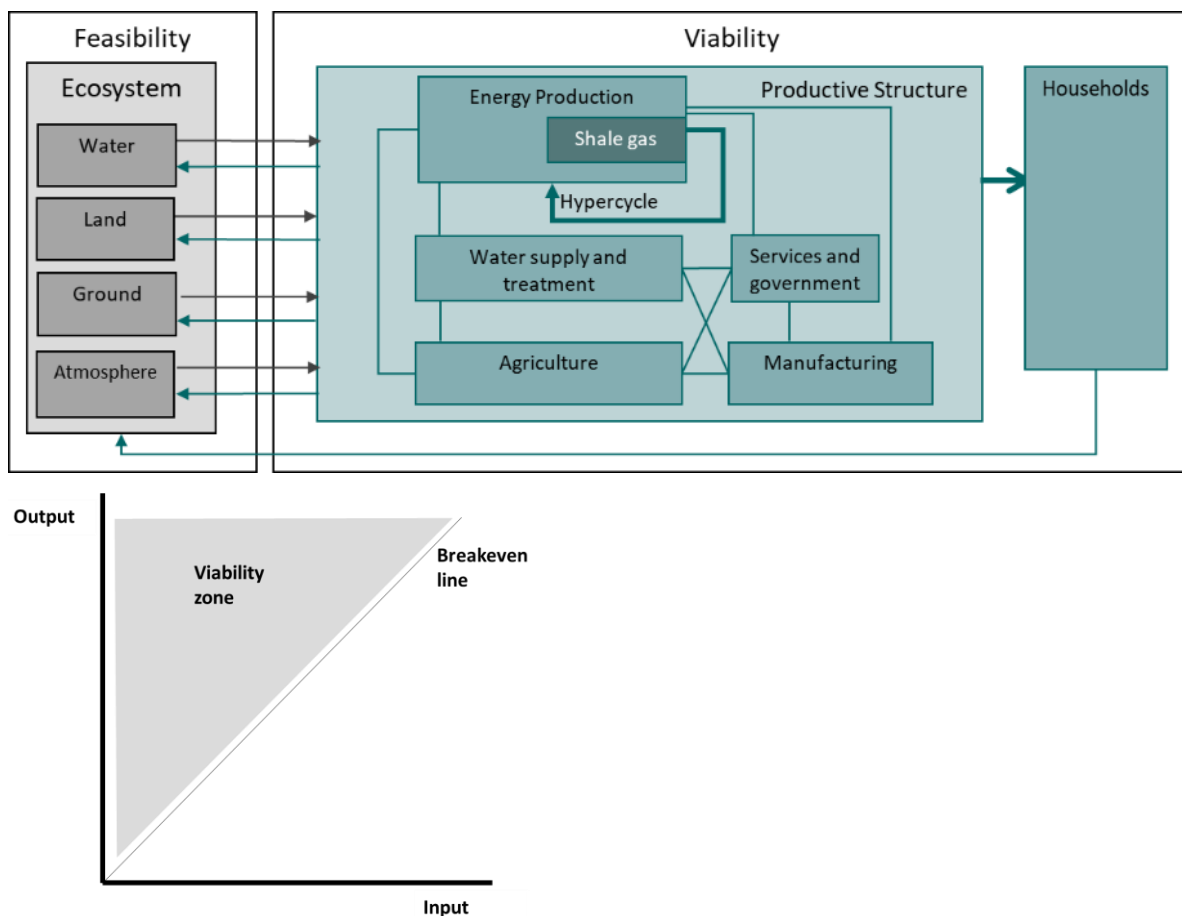 Feasibility
Viability
Ecosystem
Water
Land
Ground
Atmosphere
Productive Structure
Energy Production
Shale gas
Hypercycle
Water supply and
treatment
Services and
government
Agriculture
Manufacturing
Households
Output
Viability
zone
Breakeven
line
Input